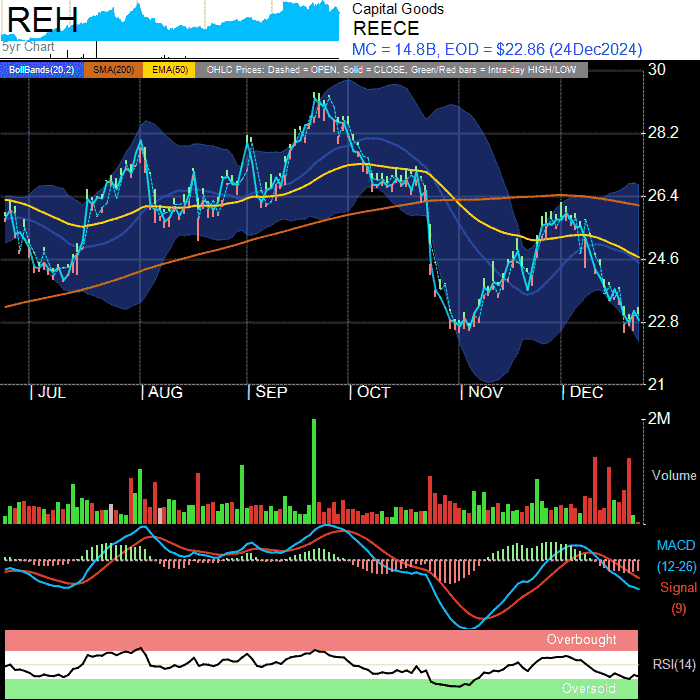 REH
5yr Chart
Capital Goods
REECE
MC = 14.8B, EOD = $22.86 (24Dec2024)
BollBands(20,2) SMA(200) EMA(50) OHLC Prices: Dashed = OPEN, Solid = CLOSE, Green/Red bars = Intra-day HIGH/LOW
30
28.2
26.4
24.6
22.8
21
JUL AUG SEP OCT NOV DEC
2M
Volume
MACD
(12-26)
Signal
(9)
Overbought
RSI(14)
Oversold